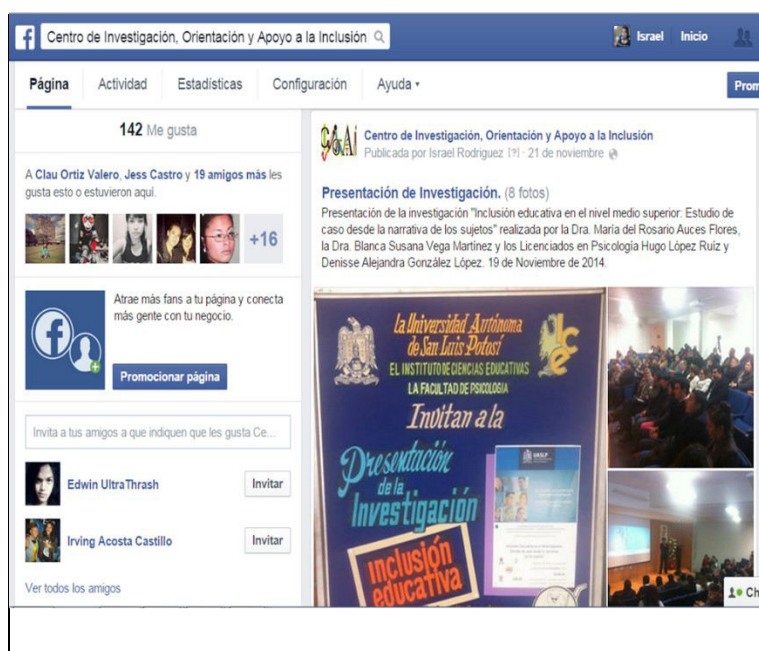 Centro de Investigación, Orientación y Apoyo a la Inclusión
Israel Inicio
Página Actividad Estadísticas Configuración Ayuda
Prom
142 Me gusta
A Clau Ortiz Valero, Jess Castro y 19 amigos más les
gusta esto o estuvieron aquí.
+16
Atrae más fans a tu página y conecta
más gente con tu negocio.
Promocionar página
Invita a tus amigos a que indiquen que les gusta Ce...
Edwin UltraThrash Invitar
Irving Acosta Castillo Invitar
Ver todos los amigos
Centro de Investigación, Orientación y Apoyo a la Inclusión
Publicada por Israel Rodriguez [?] · 21 de noviembre
Presentación de Investigación. (8 fotos)
Presentación de la investigación "Inclusión educativa en el nivel medio superior: Estudio de
caso desde la narrativa de los sujetos" realizada por la Dra. María del Rosario Auces Flores,
la Dra. Blanca Susana Vega Martínez y los Licenciados en Psicología Hugo López Ruíz y
Denisse Alejandra González López. 19 de Noviembre de 2014.
La Universidad Autónoma
de San Luis Potosí
EL INSTITUTO DE CIENCIAS EDUCATIVAS
LA FACULTAD DE PSICOLOGIA
Invitan a la
Presentación
de la
Investigación
Inclusión
educativa
UASLP
Ch